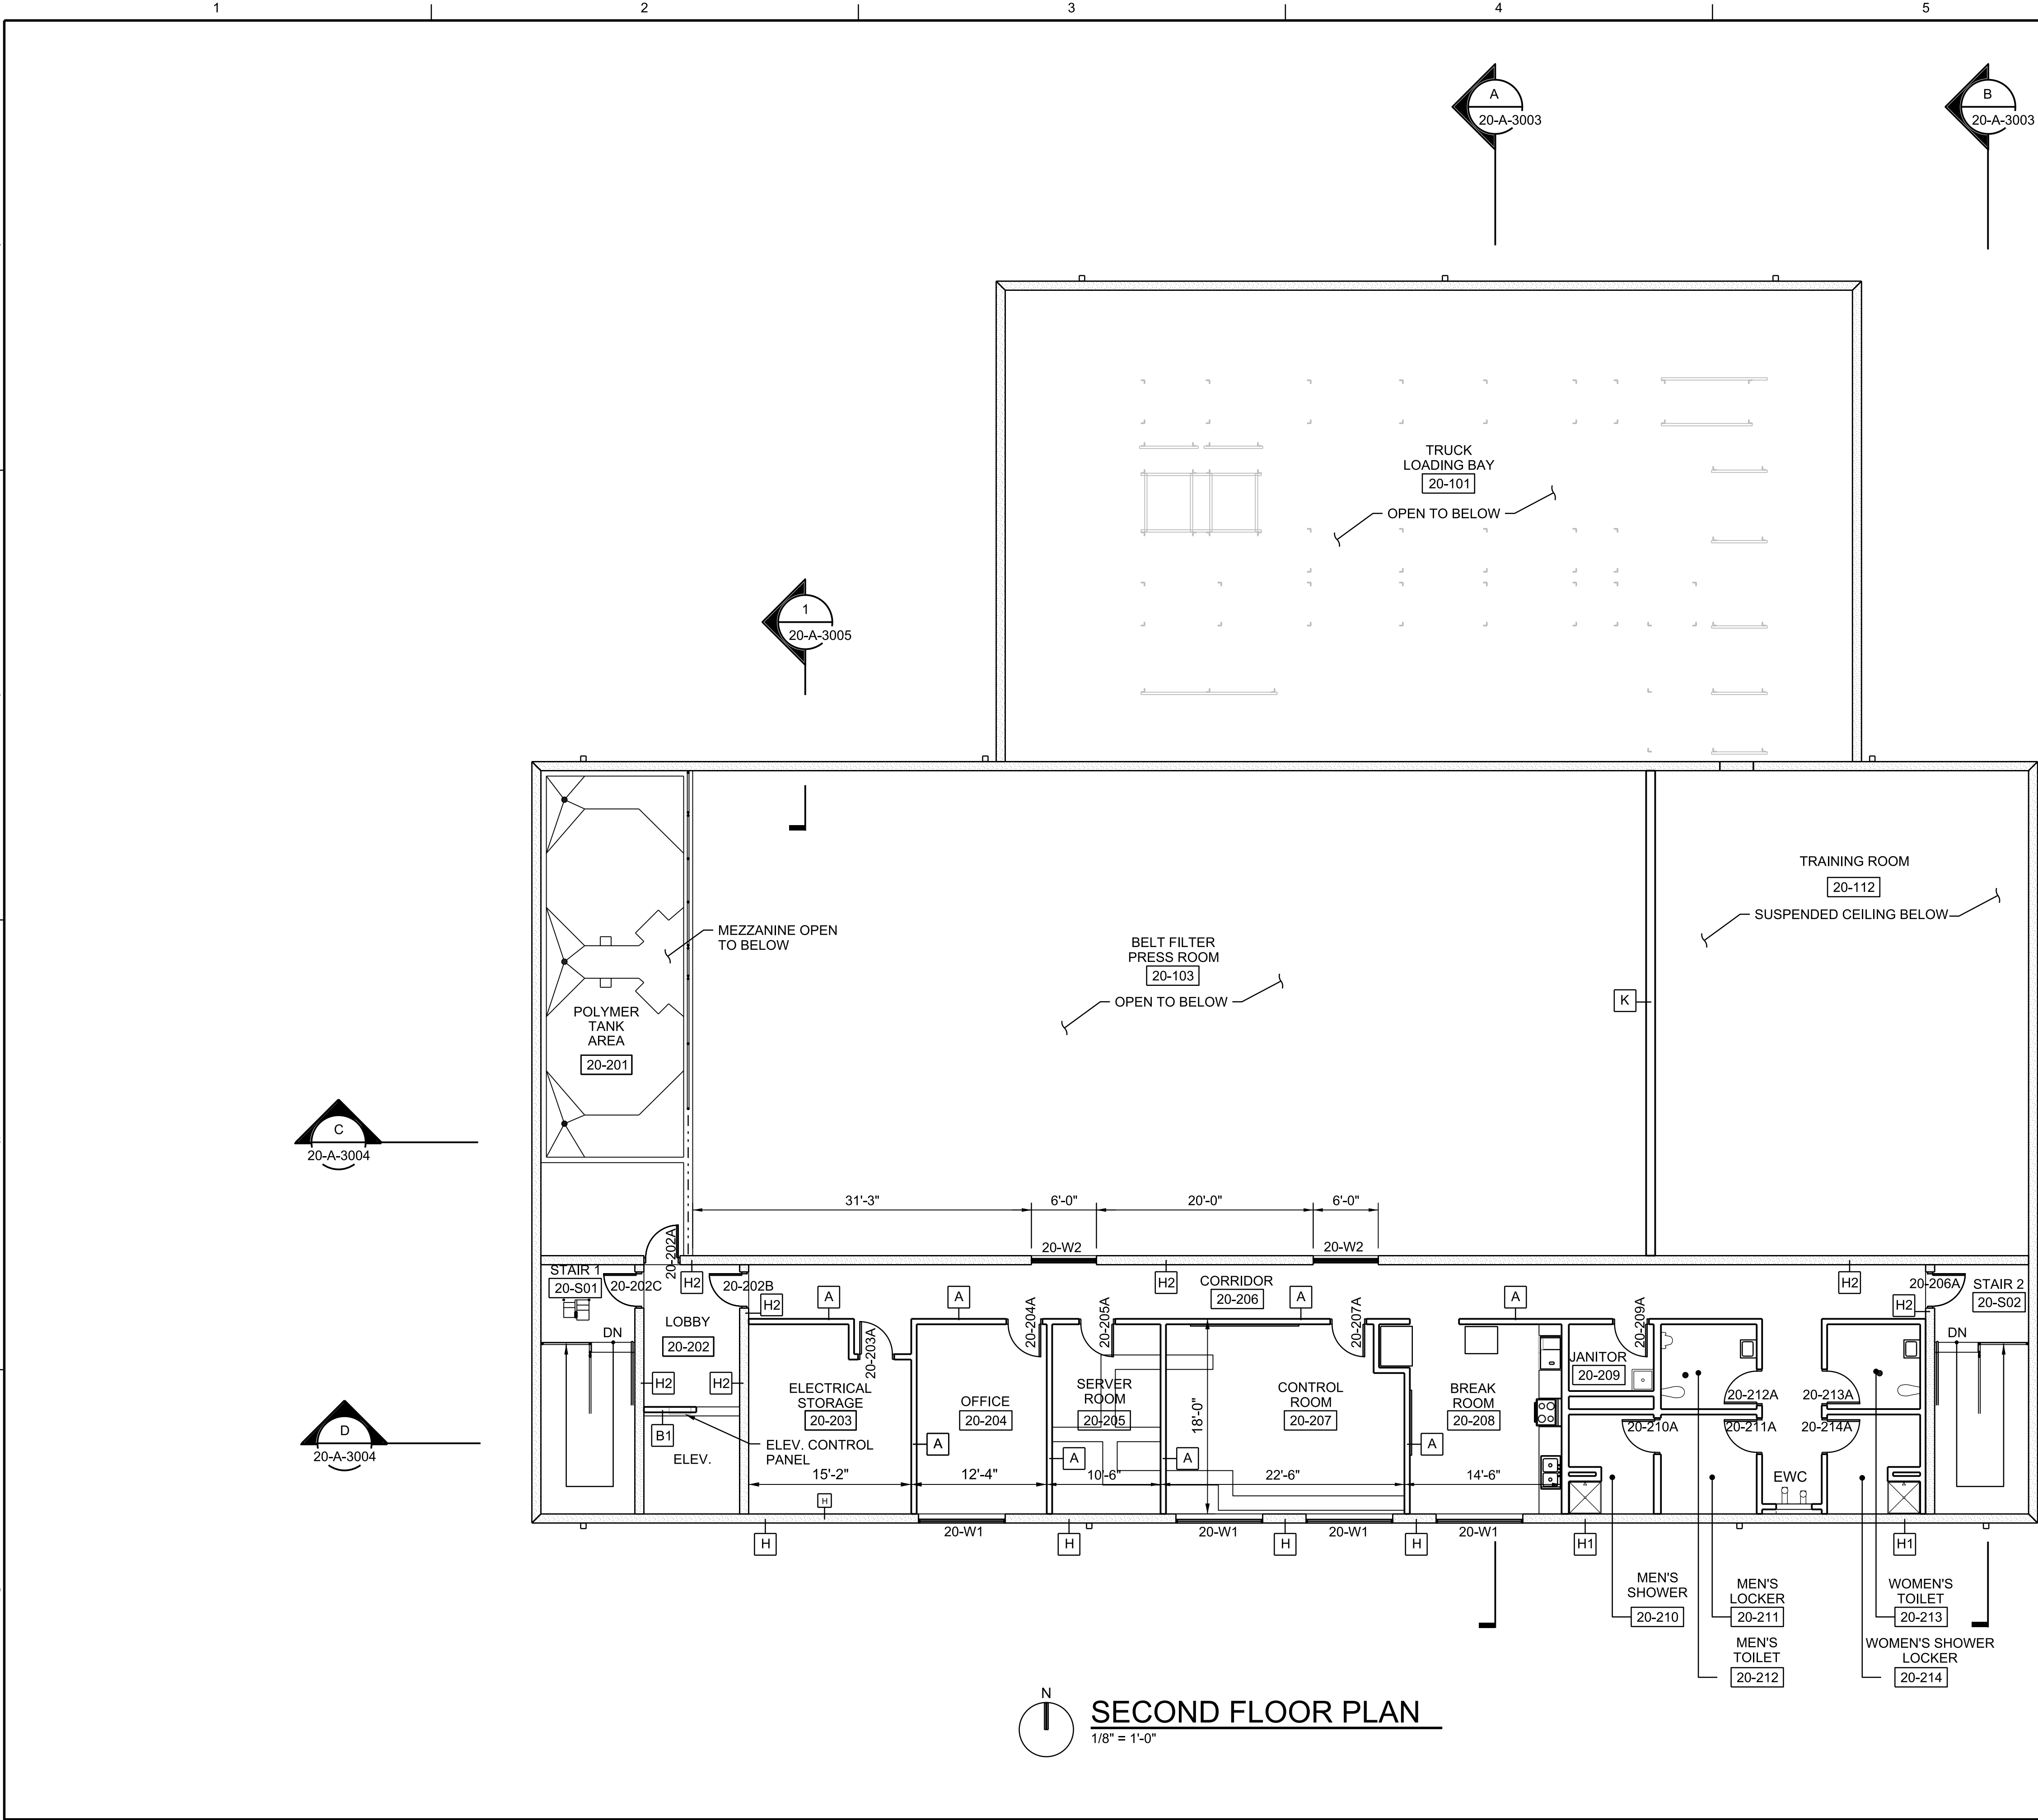 1
2
3
4
5
A
20-A-3003
B
20-A-3003
TRUCK
LOADING BAY
20-101
OPEN TO BELOW
1
20-A-3005
TRAINING ROOM
20-112
SUSPENDED CEILING BELOW
MEZZANINE OPEN
TO BELOW
BELT FILTER
PRESS ROOM
20-103
OPEN TO BELOW
K
POLYMER
TANK
AREA
20-201
C
20-A-3004
31'-3"
6'-0"
20'-0"
6'-0"
20-W2
20-W2
20-202A
STAIR 1
20-S01
20-202C
H2
20-202B
H2
H2
CORRIDOR
20-206
H2
20-206A
STAIR 2
20-S02
H2
A
A
A
A
20-203A
20-204A
20-205A
20-207A
20-209A
LOBBY
20-202
DN
DN
H2
H2
B1
ELEV.
ELEV. CONTROL
PANEL
ELECTRICAL
STORAGE
20-203
OFFICE
20-204
SERVER
ROOM
20-205
CONTROL
ROOM
20-207
18'-0"
BREAK
ROOM
20-208
JANITOR
20-209
20-212A
20-213A
20-210A
20-211A
20-214A
EWC
A
A
A
A
15'-2"
12'-4"
10'-6"
22'-6"
14'-6"
H
D
20-A-3004
20-W1
20-W1
20-W1
20-W1
H
H
H
H
H1
H1
MEN'S
SHOWER
20-210
MEN'S
LOCKER
20-211
WOMEN'S
TOILET
20-213
MEN'S
TOILET
20-212
WOMEN'S SHOWER
LOCKER
20-214
N
SECOND FLOOR PLAN
1/8" = 1'-0"